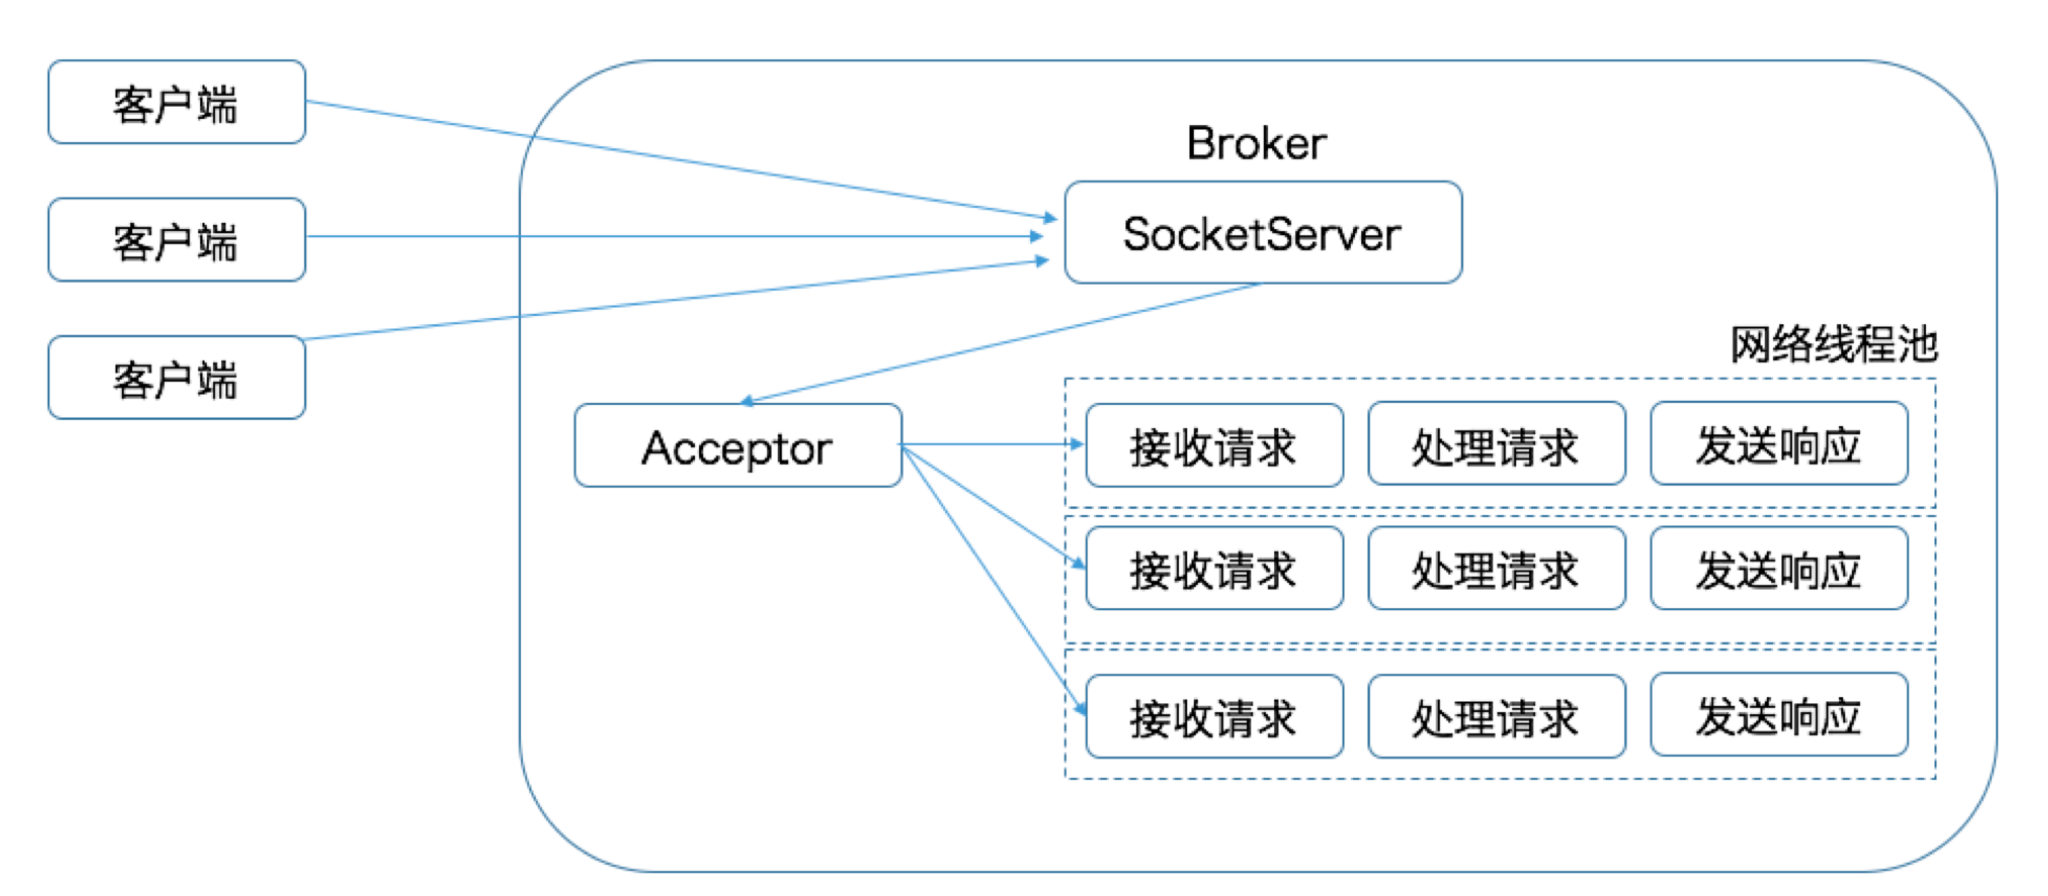 客户端
客户端
客户端
Broker
SocketServer
Acceptor
网络线程池
接收请求 处理请求 发送响应
接收请求 处理请求 发送响应
接收请求 处理请求 发送响应